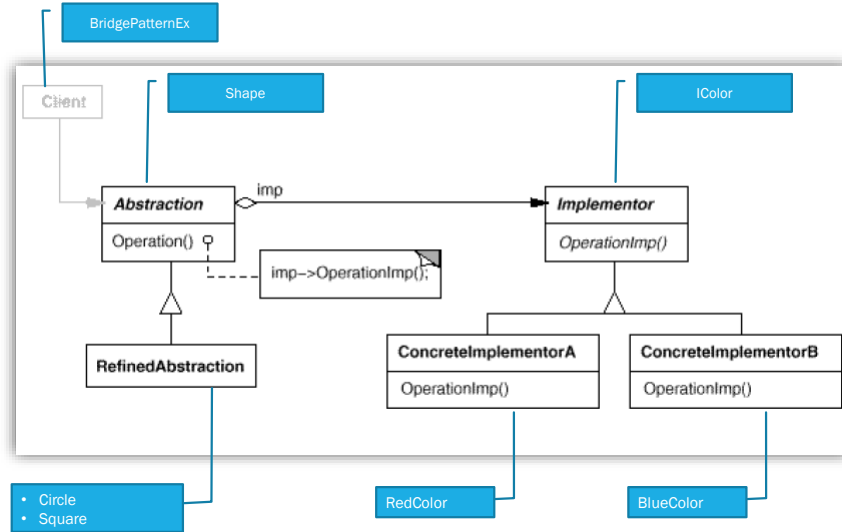 BridgePatternEx
Client
Shape
IColor
Abstraction
imp
Implementor
Operation()
OperationImp()
imp->OperationImp();
RefinedAbstraction
ConcreteImplementorA
ConcreteImplementorB
OperationImp()
OperationImp()
• Circle
• Square
RedColor
BlueColor